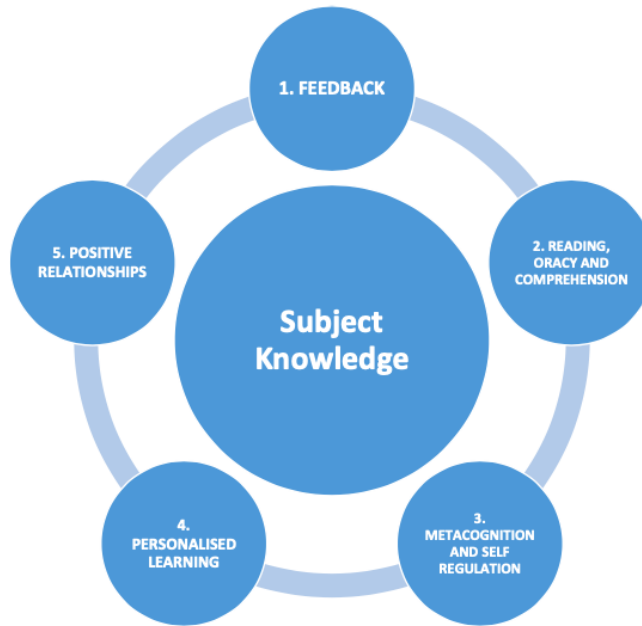 1. FEEDBACK
2. READING,
ORACY AND
COMPREHENSION
3.
METACOGNITION
AND SELF
REGULATION
4.
PERSONALISED
LEARNING
5. POSITIVE
RELATIONSHIPS
Subject
Knowledge